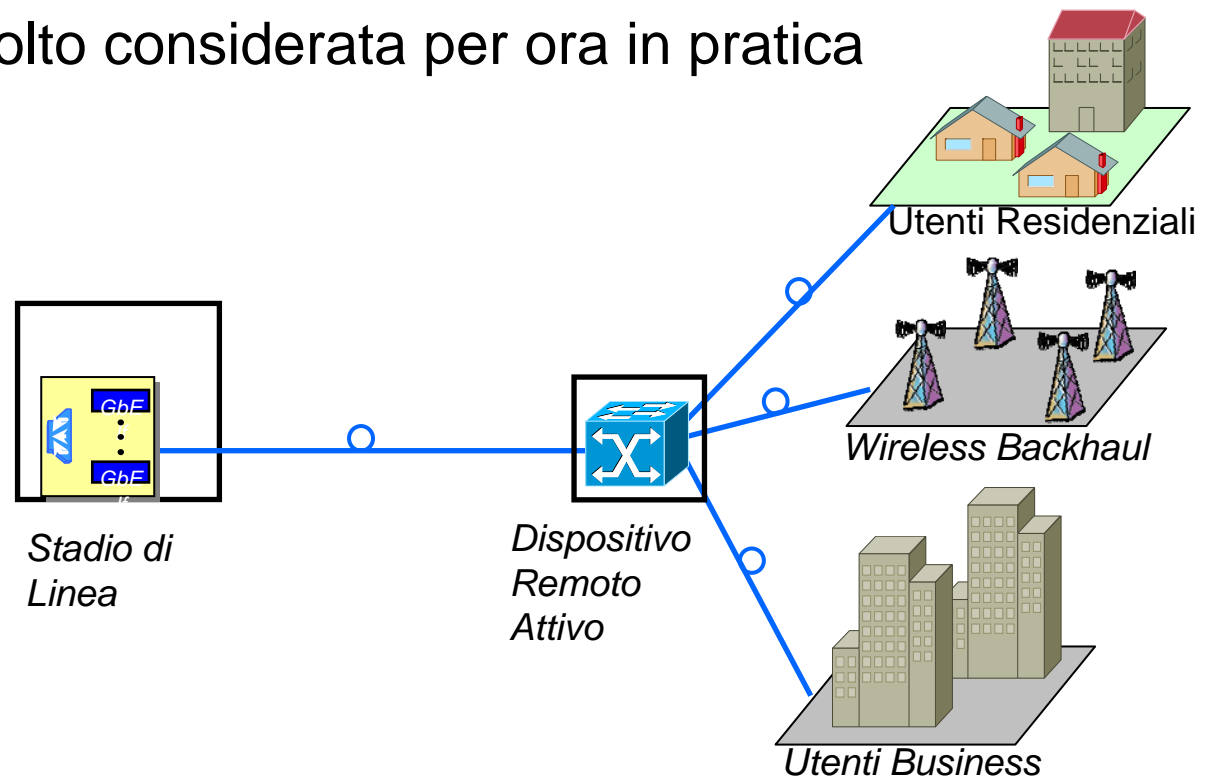 olto considerata per ora in pratica
Utenti Residenziali
GbE
GbE
Wireless Backhaul
Stadio di
Linea
Dispositivo
Remoto
Attivo
Utenti Business